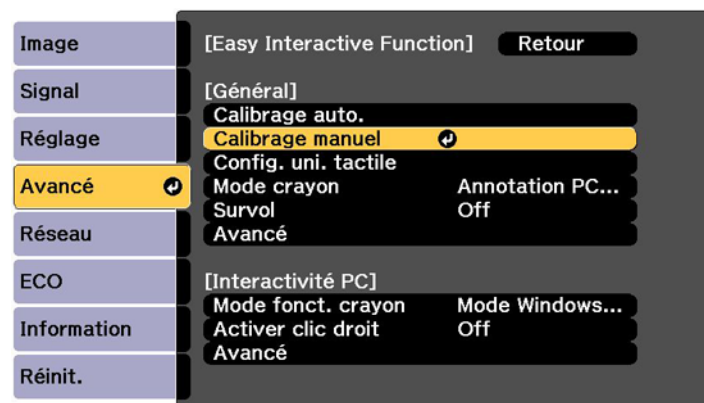 Image
Signal
Réglage
Avancé
Réseau
ECO
Information
Réinit.
[Easy Interactive Function] Retour
[Général]
Calibrage auto.
Calibrage manuel
Config. uni. tactile
Mode crayon Annotation PC...
Survol Off
Avancé
[Interactivité PC]
Mode fonct. crayon Mode Windows...
Activer clic droit Off
Avancé